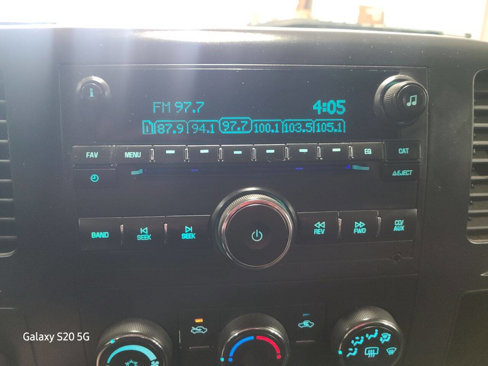 FM 97.7 4:05
1 87.9 94.1 97.7 100.1 103.5 105.1
FAV MENU EQ CAT
EJECT
BAND SEEK SEEK REV FWD CD/AUX
Galaxy S20 5G